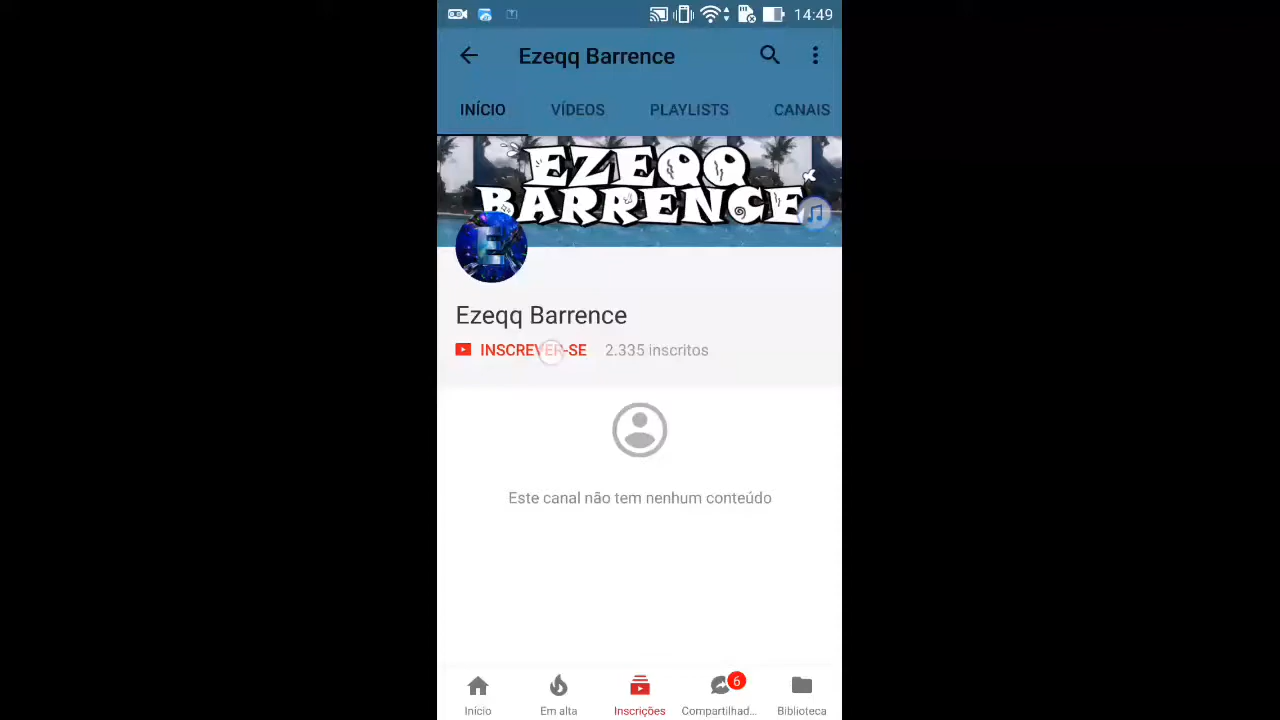 14:49
Ezeqq Barrence
INÍCIO VÍDEOS PLAYLISTS CANAIS
EZEQQ
BARRENCE
E
Ezeqq Barrence
INSCREVER-SE 2.335 inscritos
Este canal não tem nenhum conteúdo
6
Início Em alta Inscrições Compartilhad... Biblioteca